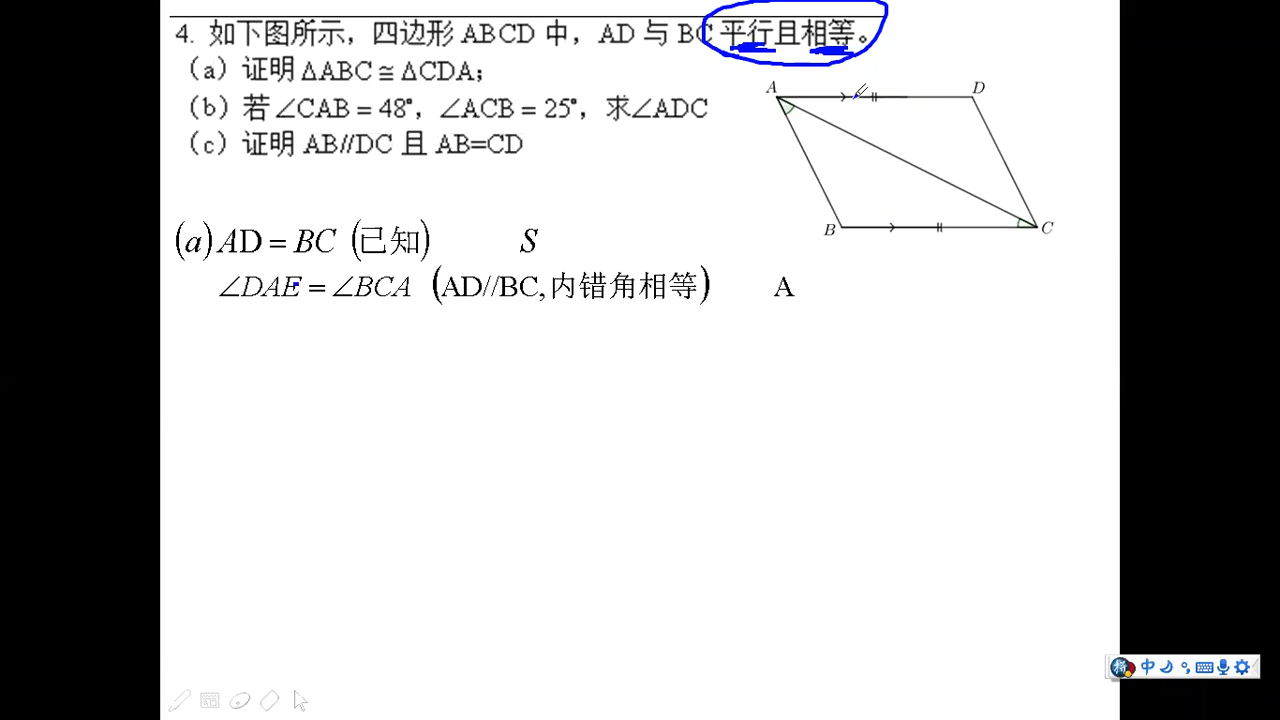 4. 如下图所示，四边形 ABCD 中，AD 与 BC 平行且相等。
（a）证明 ΔABC ≅ ΔCDA；
（b）若 ∠CAB = 48°，∠ACB = 25°，求∠ADC
（c）证明 AB//DC 且 AB=CD
A
D
B
C
(a) AD = BC (已知) S
∠DAE = ∠BCA (AD//BC, 内错角相等) A
中